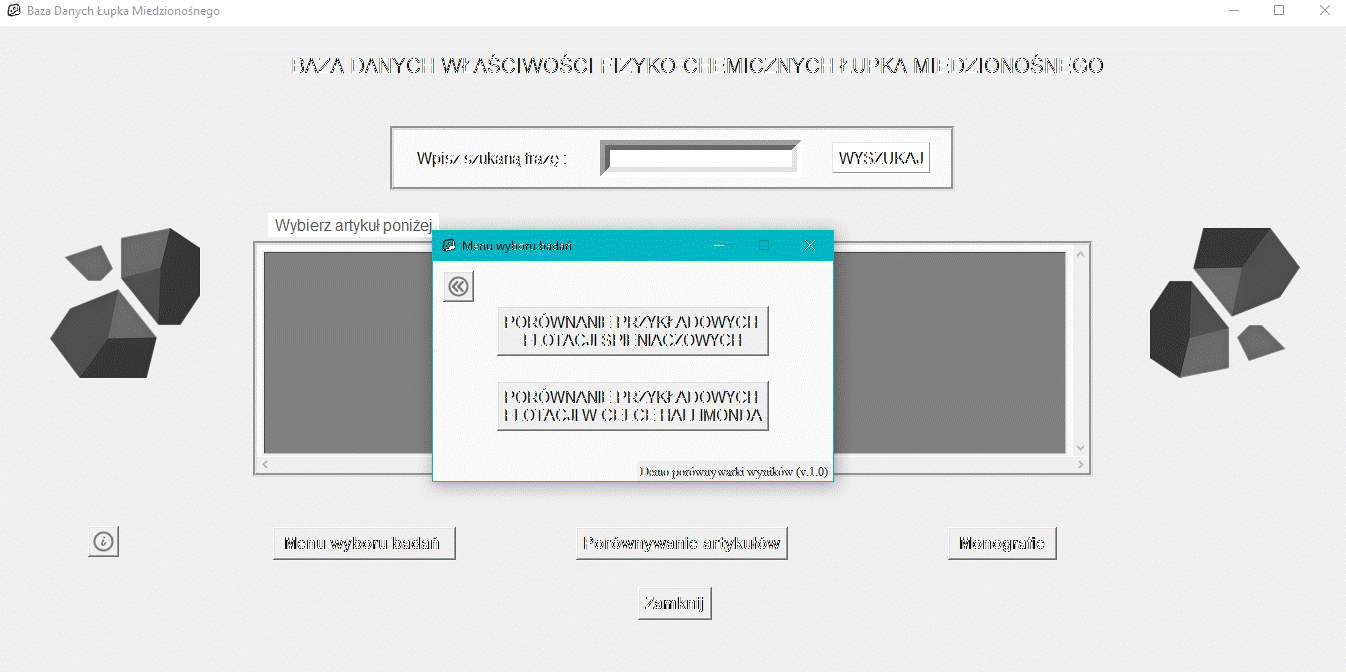 Baza Danych Łupka Miedzionośnego
BAZA DANYCH WŁAŚCIWOŚCI FIZYKO-CHEMICZNYCH ŁUPKA MIEDZIONOŚNEGO
Wpisz szukaną frazę :
WYSZUKAJ
Wybierz artykuł poniżej
Menu wyboru badań
PORÓWNANIE PRZYKŁADOWYCH
FLOTACJI SPIENIACZOWYCH
PORÓWNANIE PRZYKŁADOWYCH
FLOTACJI W CELCE HALLIMONDA
Demo porównywarki wyników (v.1.0)
Menu wyboru badań
Porównywanie artykułów
Monografie
Zamknij